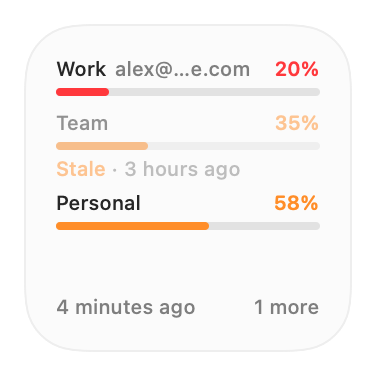 Work alex@...e.com 20%
Team 35%
Stale · 3 hours ago
Personal 58%
4 minutes ago 1 more